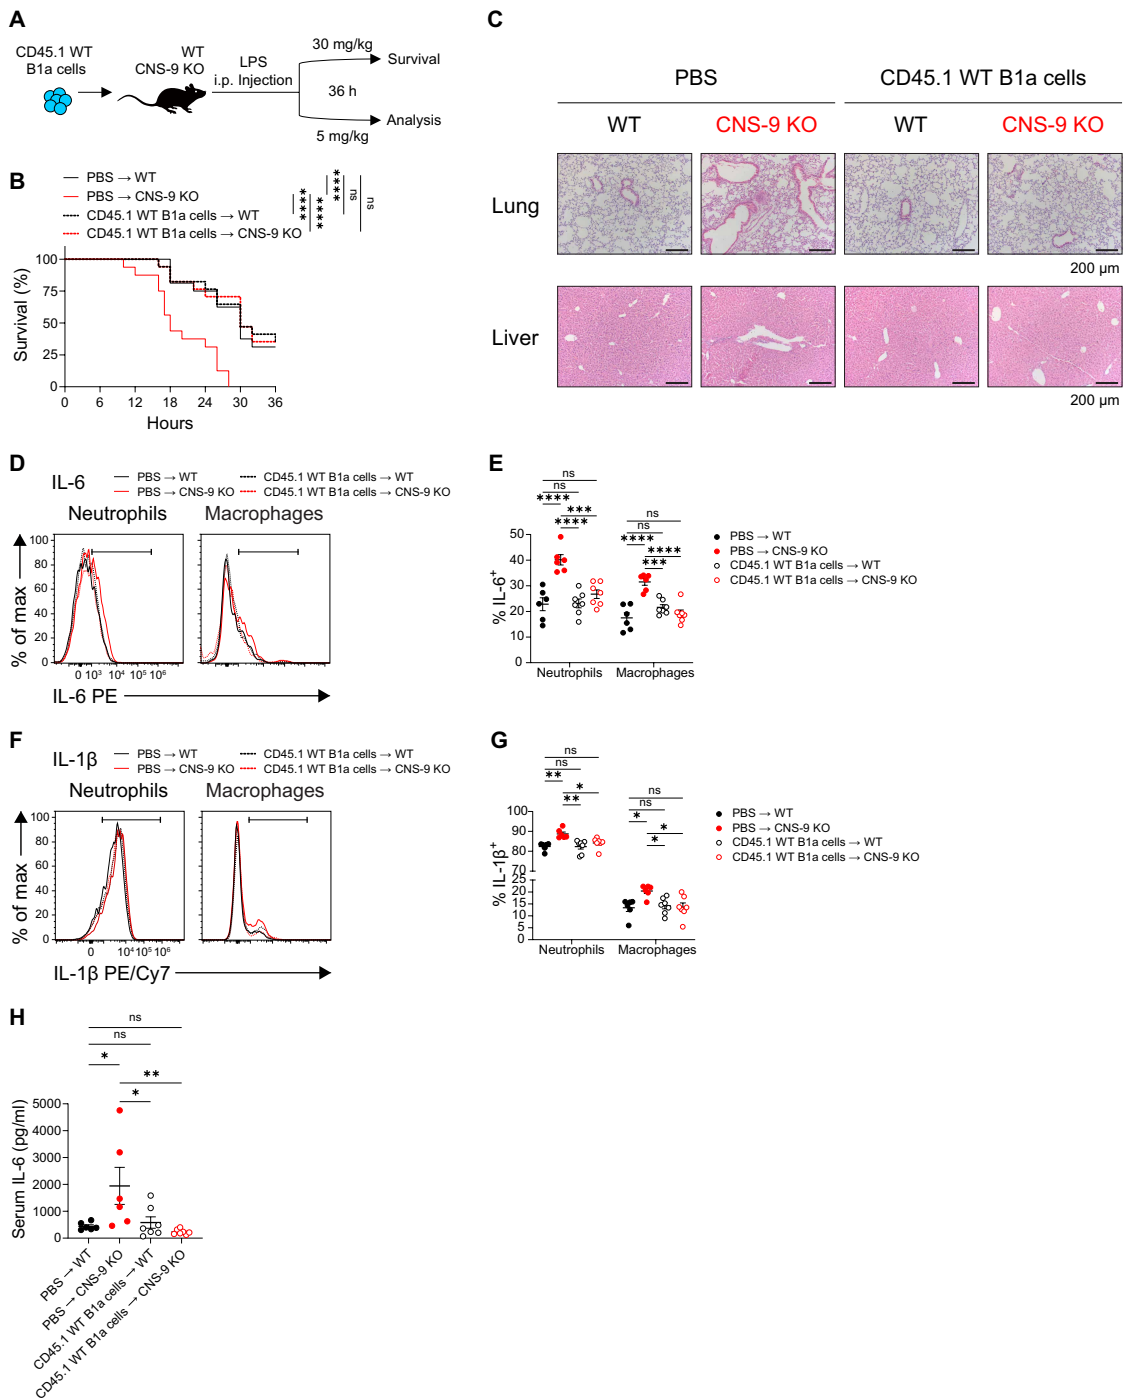 A
CD45.1 WT
B1a cells
WT
CNS-9 KO
LPS
i.p. Injection
30 mg/kg
Survival
36 h
Analysis
5 mg/kg
B
PBS → WT
PBS → CNS-9 KO
CD45.1 WT B1a cells → WT
CD45.1 WT B1a cells → CNS-9 KO
****
****
****
ns
ns
Survival (%)
100
75
50
25
0
0 6 12 18 24 30 36
Hours
C
PBS
CD45.1 WT B1a cells
WT
CNS-9 KO
WT
CNS-9 KO
Lung
200 µm
Liver
200 µm
D
IL-6
PBS → WT
PBS → CNS-9 KO
CD45.1 WT B1a cells → WT
CD45.1 WT B1a cells → CNS-9 KO
Neutrophils
Macrophages
% of max
100
80
60
40
20
0
0 10³ 10⁴ 10⁵ 10⁶
IL-6 PE
E
ns
ns
****
***
****
ns
ns
****
****
***
% IL-6⁺
50
40
30
20
10
0
Neutrophils
Macrophages
PBS → WT
PBS → CNS-9 KO
CD45.1 WT B1a cells → WT
CD45.1 WT B1a cells → CNS-9 KO
F
IL-1β
PBS → WT
PBS → CNS-9 KO
CD45.1 WT B1a cells → WT
CD45.1 WT B1a cells → CNS-9 KO
Neutrophils
Macrophages
% of max
100
80
60
40
20
0
0 10⁴ 10⁵ 10⁶
IL-1β PE/Cy7
G
ns
ns
**
*
**
ns
ns
*
*
*
% IL-1β⁺
100
90
80
25
20
15
10
5
0
Neutrophils
Macrophages
PBS → WT
PBS → CNS-9 KO
CD45.1 WT B1a cells → WT
CD45.1 WT B1a cells → CNS-9 KO
H
ns
ns
*
**
*
Serum IL-6 (pg/ml)
5000
4000
3000
2000
1000
0
PBS → WT
PBS → CNS-9 KO
CD45.1 WT B1a cells → WT
CD45.1 WT B1a cells → CNS-9 KO